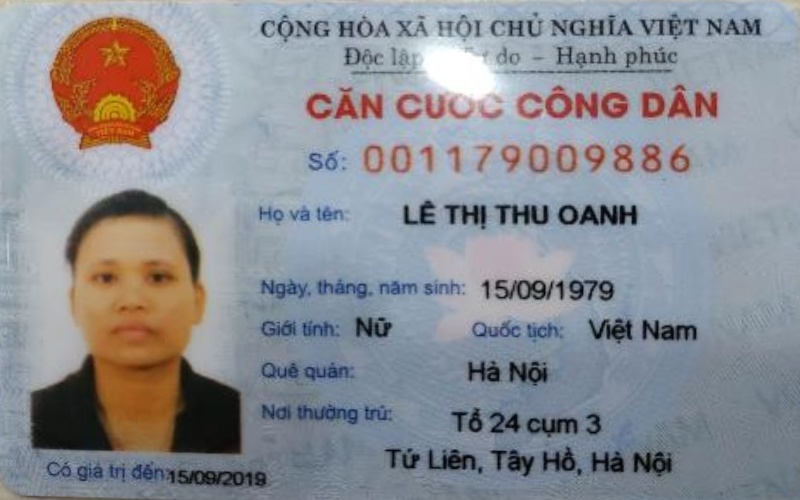 CỘNG HÒA XÃ HỘI CHỦ NGHĨA VIỆT NAM
Độc lập do – Hạnh phúc
CĂN CƯỚC CÔNG DÂN
Số: 001179009886
Họ và tên: LÊ THỊ THU OANH
Ngày, tháng, năm sinh: 15/09/1979
Giới tính: Nữ Quốc tịch: Việt Nam
Quê quán: Hà Nội
Nơi thường trú: Tổ 24 cụm 3
Tứ Liên, Tây Hồ, Hà Nội
Có giá trị đến: 15/09/2019
VIỆT NAM